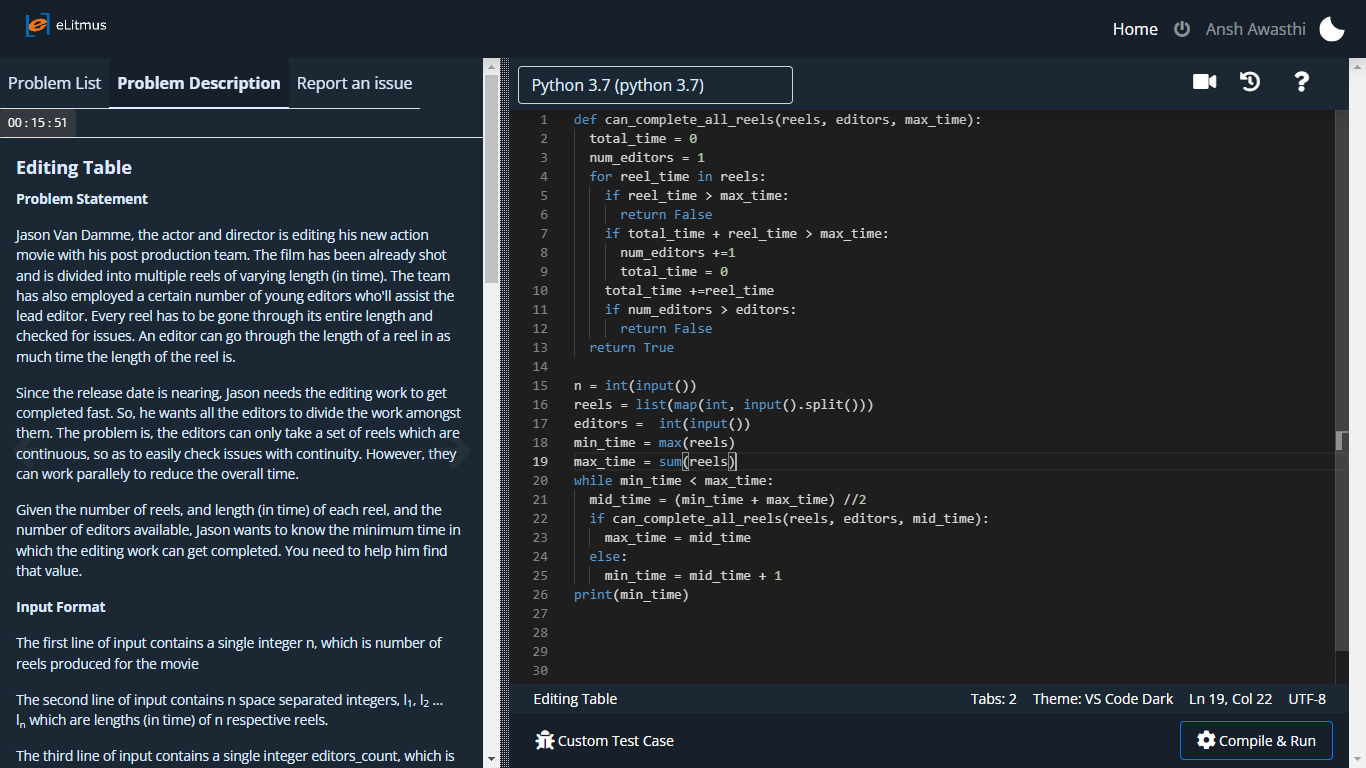 eLitmus
Home Ansh Awasthi
Problem List Problem Description Report an issue
00:15:51
Editing Table
Problem Statement
Jason Van Damme, the actor and director is editing his new action
movie with his post production team. The film has been already shot
and is divided into multiple reels of varying length (in time). The team
has also employed a certain number of young editors who'll assist the
lead editor. Every reel has to be gone through its entire length and
checked for issues. An editor can go through the length of a reel in as
much time the length of the reel is.
Since the release date is nearing, Jason needs the editing work to get
completed fast. So, he wants all the editors to divide the work amongst
them. The problem is, the editors can only take a set of reels which are
continuous, so as to easily check issues with continuity. However, they
can work parallely to reduce the overall time.
Given the number of reels, and length (in time) of each reel, and the
number of editors available, Jason wants to know the minimum time in
which the editing work can get completed. You need to help him find
that value.
Input Format
The first line of input contains a single integer n, which is number of
reels produced for the movie
The second line of input contains n space separated integers, l₁, l₂ ...
lₙ which are lengths (in time) of n respective reels.
The third line of input contains a single integer editors_count, which is
Python 3.7 (python 3.7)
?
1 def can_complete_all_reels(reels, editors, max_time):
2 total_time = 0
3 num_editors = 1
4 for reel_time in reels:
5 if reel_time > max_time:
6 return False
7 if total_time + reel_time > max_time:
8 num_editors +=1
9 total_time = 0
10 total_time +=reel_time
11 if num_editors > editors:
12 return False
13 return True
14
15 n = int(input())
16 reels = list(map(int, input().split()))
17 editors =  int(input())
18 min_time = max(reels)
19 max_time = sum(reels)
20 while min_time < max_time:
21 mid_time = (min_time + max_time) //2
22 if can_complete_all_reels(reels, editors, mid_time):
23 max_time = mid_time
24 else:
25 min_time = mid_time + 1
26 print(min_time)
27
28
29
30
Editing Table Tabs: 2 Theme: VS Code Dark Ln 19, Col 22 UTF-8
Custom Test Case Compile & Run